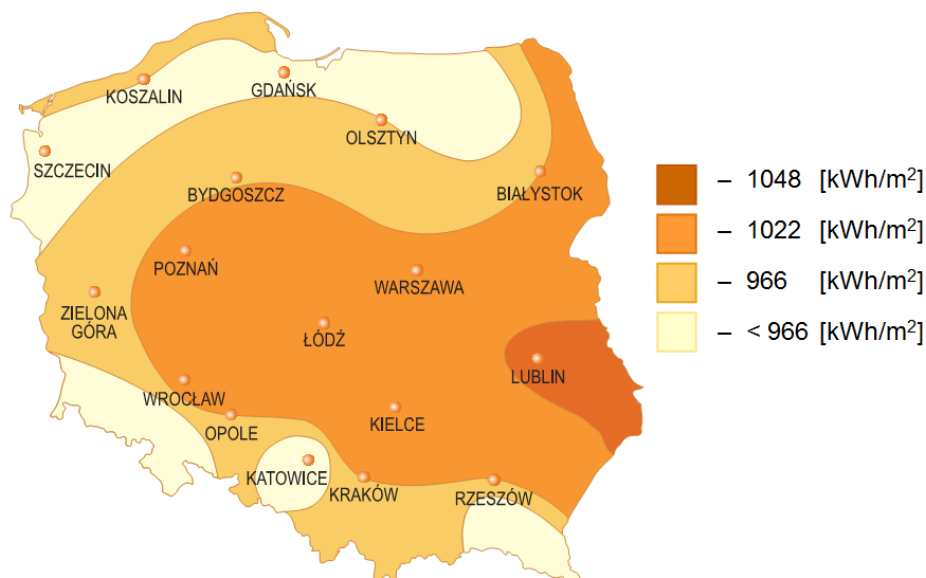 KOSZALIN
GDAŃSK
OLSZTYN
SZCZECIN
BYDGOSZCZ
BIAŁYSTOK
POZNAŃ
WARSZAWA
ZIELONA
GÓRA
ŁÓDŹ
LUBLIN
WROCŁAW
OPOLE
KIELCE
KATOWICE
KRAKÓW
RZESZÓW
– 1048 [kWh/m²]
– 1022 [kWh/m²]
– 966 [kWh/m²]
– < 966 [kWh/m²]